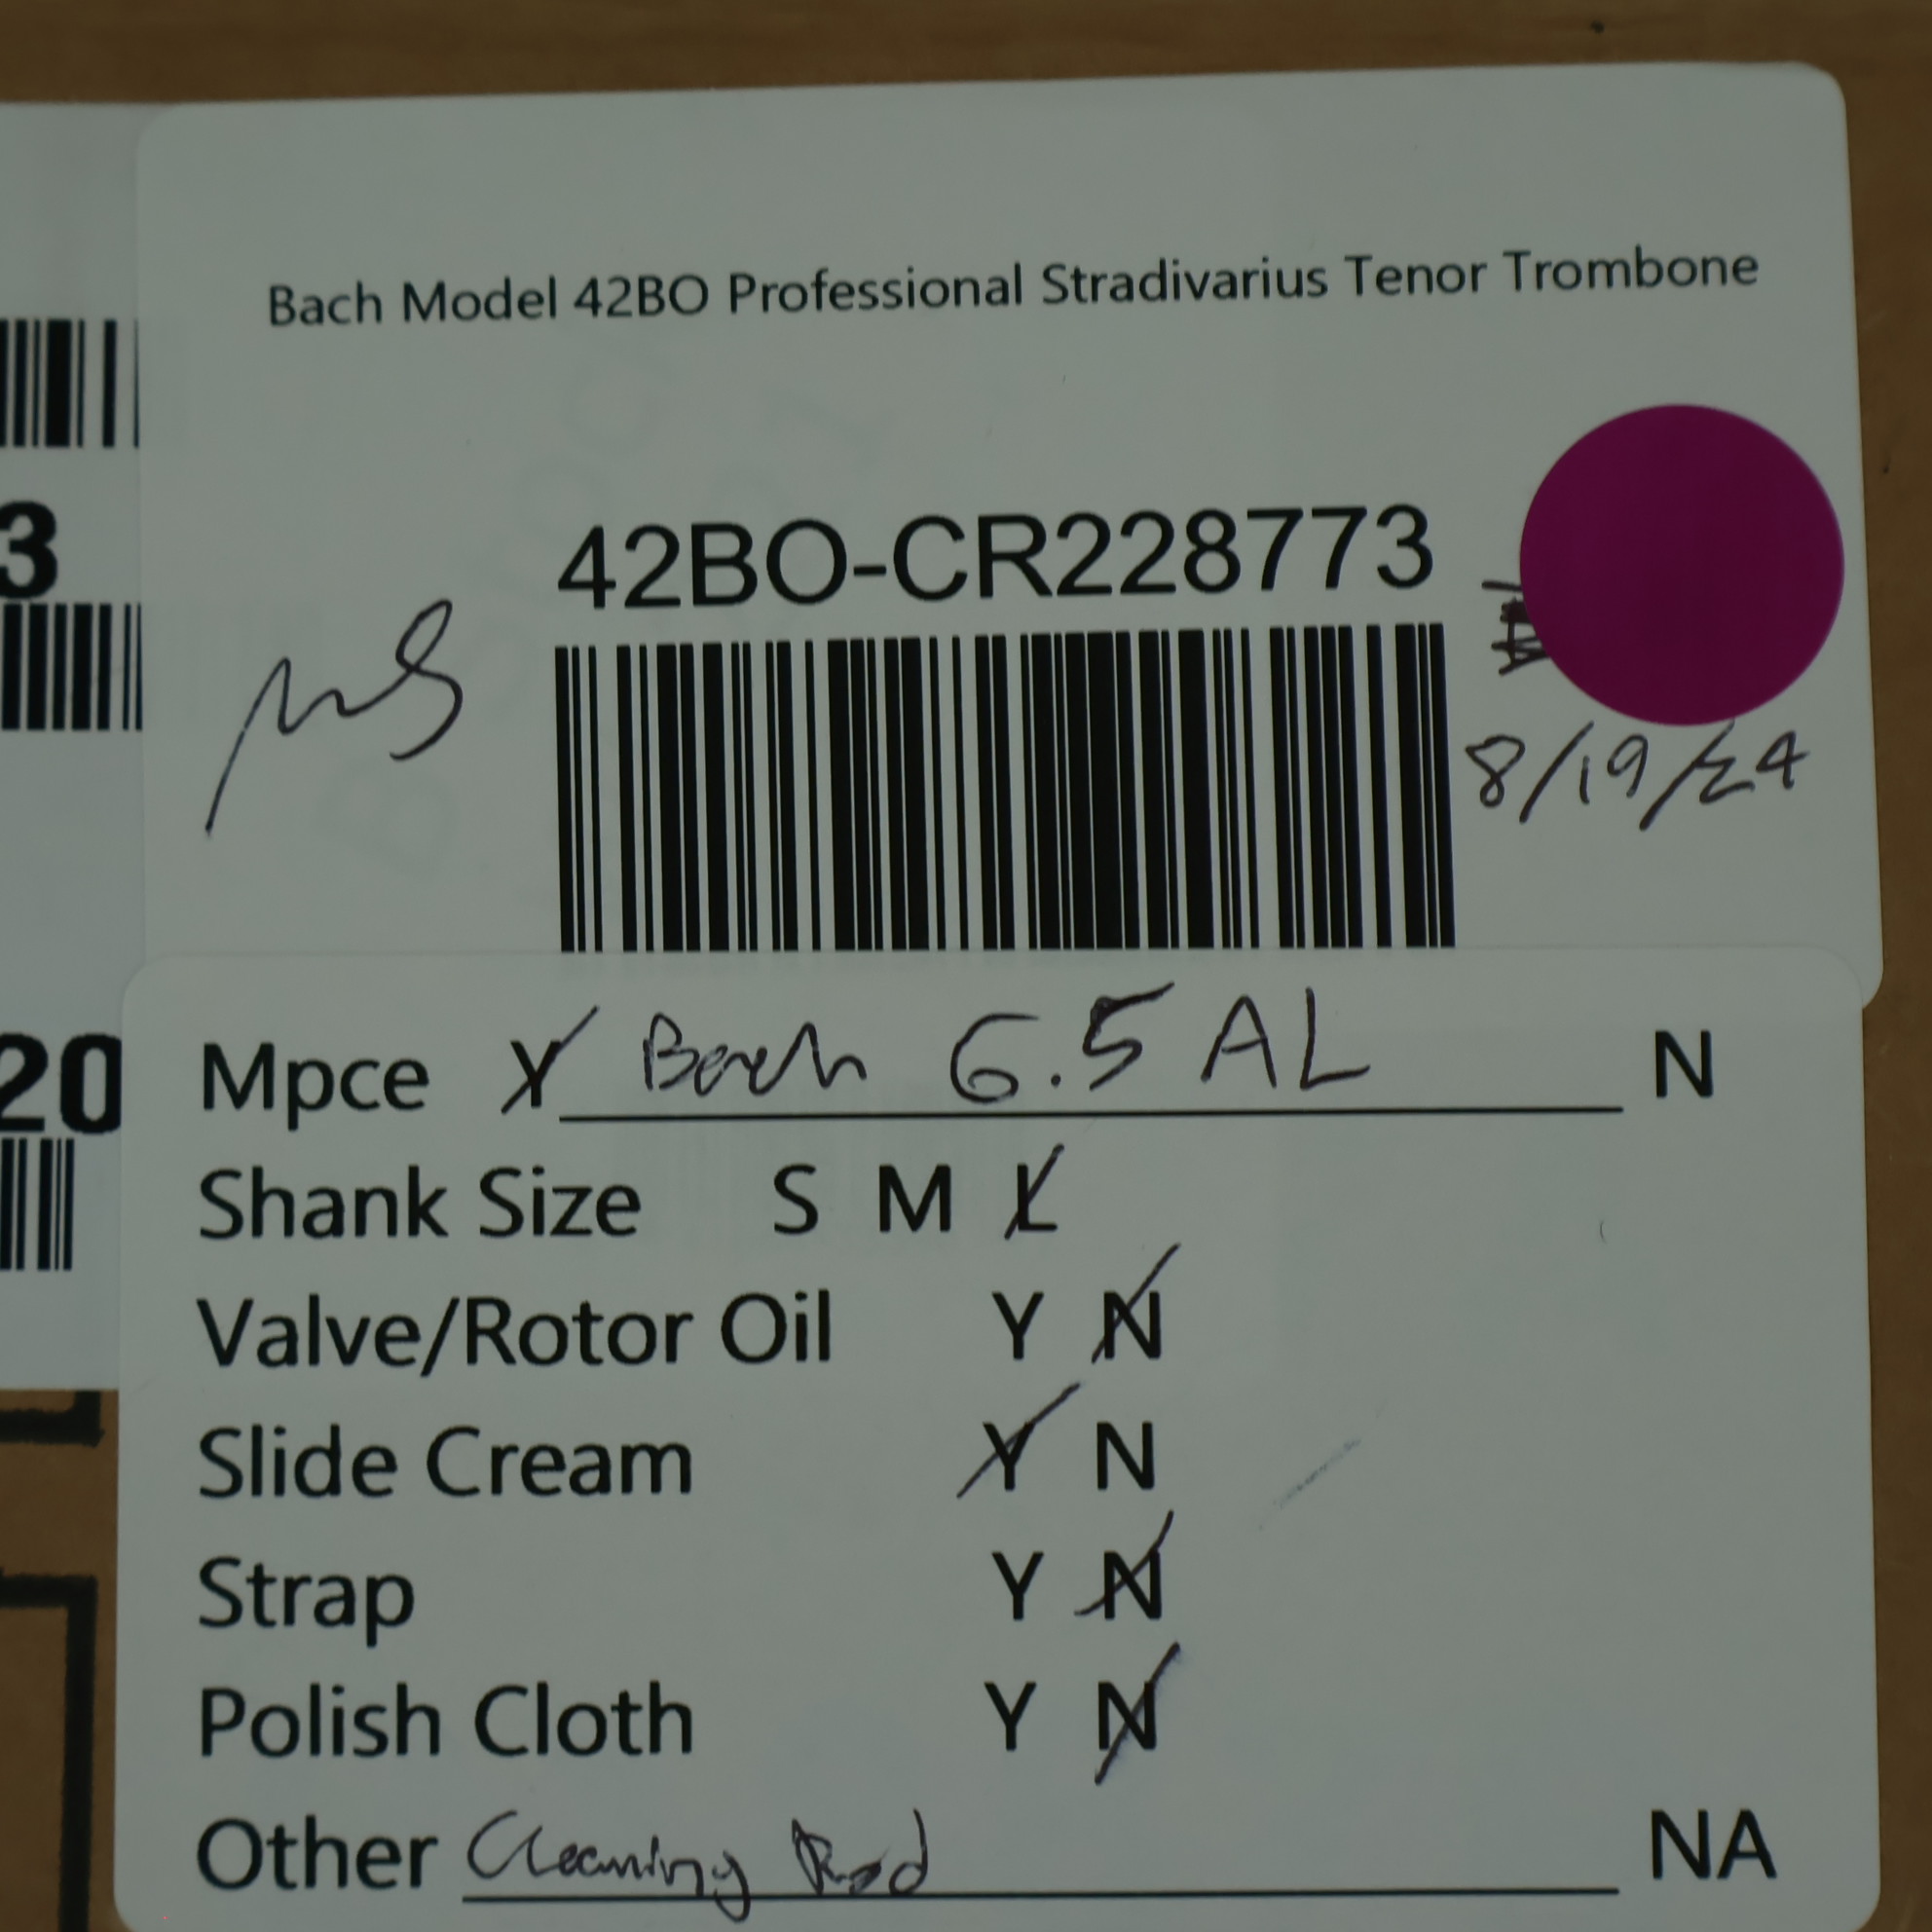 Bach Model 42BO Professional Stradivarius Tenor Trombone
42BO-CR228773
3
8/19/24
20
Mpce Y Bach 6.5 AL N
Shank Size S M L
Valve/Rotor Oil Y N
Slide Cream Y N
Strap Y N
Polish Cloth Y N
Other Cleaning Rod NA